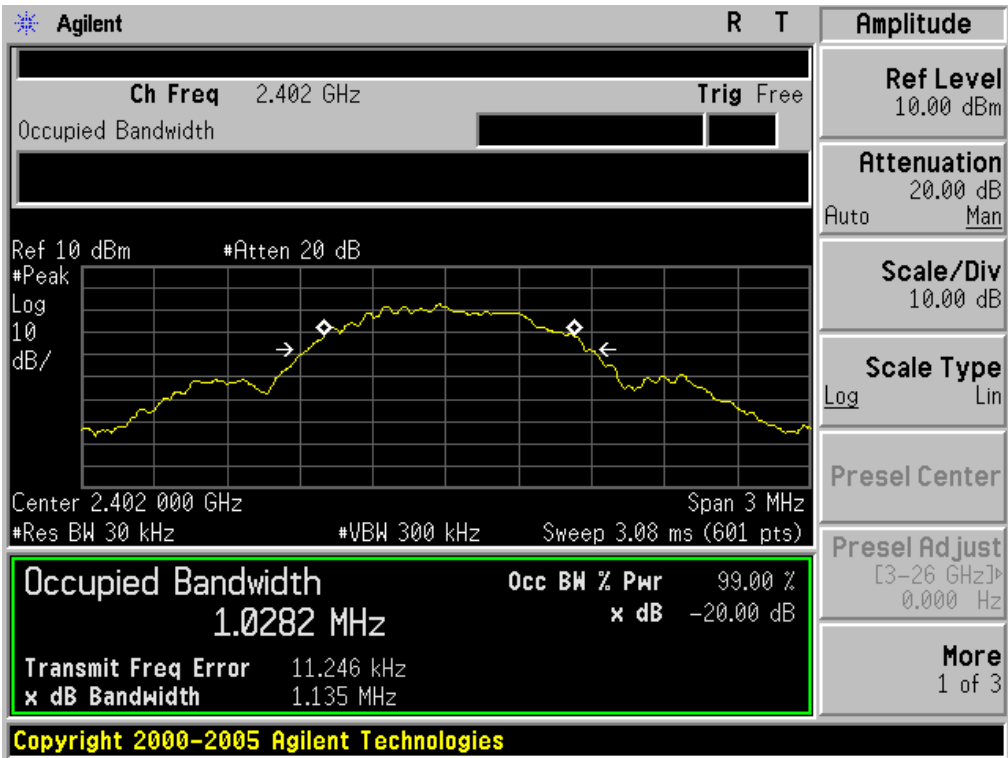 Agilent R T
Ch Freq 2.402 GHz Trig Free
Occupied Bandwidth
Ref 10 dBm #Atten 20 dB
#Peak
Log
10
dB/
Center 2.402 000 GHz Span 3 MHz
#Res BW 30 kHz #VBW 300 kHz Sweep 3.08 ms (601 pts)
Occupied Bandwidth Occ BW % Pwr 99.00 %
1.0282 MHz x dB -20.00 dB
Transmit Freq Error 11.246 kHz
x dB Bandwidth 1.135 MHz
Copyright 2000-2005 Agilent Technologies
Amplitude
Ref Level
10.00 dBm
Attenuation
20.00 dB
Auto Man
Scale/Div
10.00 dB
Scale Type
Log Lin
Presel Center
Presel Adjust
[3-26 GHz]
0.000 Hz
More
1 of 3